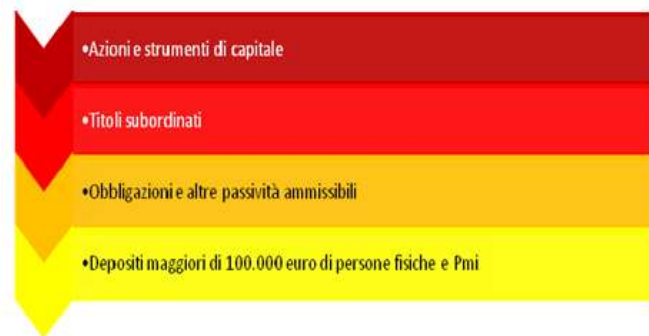 •Azioni e strumenti di capitale
•Titoli subordinati
•Obbligazioni e altre passività ammissibili
•Depositi maggiori di 100.000 euro di persone fisiche e Pmi